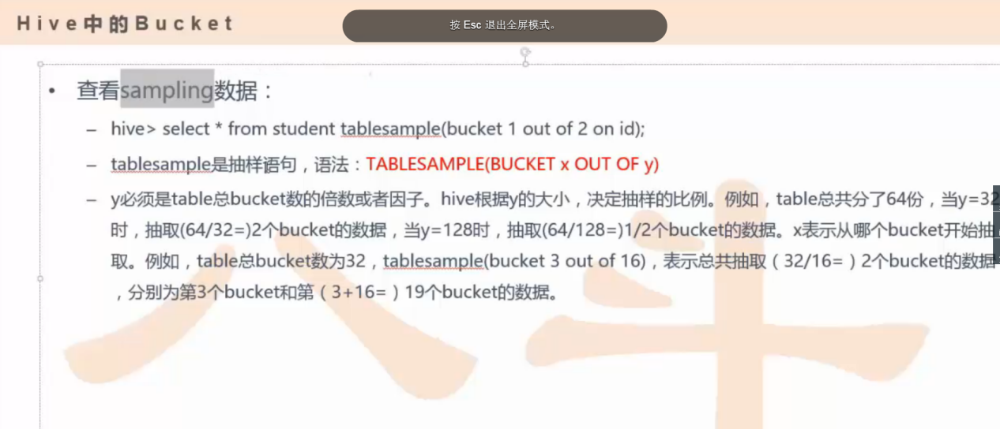 Hive中的Bucket
按 Esc 退出全屏模式。
• 查看sampling数据：
– hive> select * from student tablesample(bucket 1 out of 2 on id);
– tablesample是抽样语句，语法：TABLESAMPLE(BUCKET x OUT OF y)
– y必须是table总bucket数的倍数或者因子。hive根据y的大小，决定抽样的比例。例如，table总共分了64份，当y=32
时，抽取(64/32=)2个bucket的数据，当y=128时，抽取(64/128=)1/2个bucket的数据。x表示从哪个bucket开始抽
取。例如，table总bucket数为32，tablesample(bucket 3 out of 16)，表示总共抽取（32/16=）2个bucket的数据
，分别为第3个bucket和第（3+16=）19个bucket的数据。
八斗